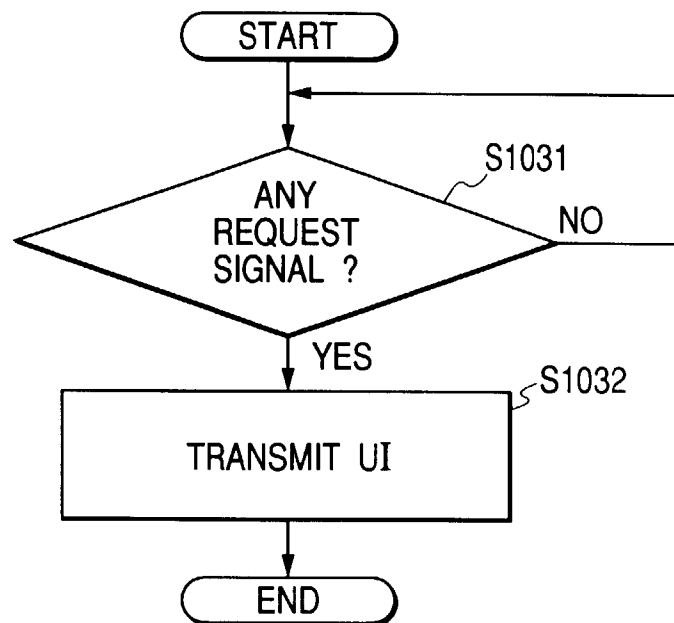 START
S1031
ANY
REQUEST
SIGNAL ?
NO
YES
S1032
TRANSMIT UI
END